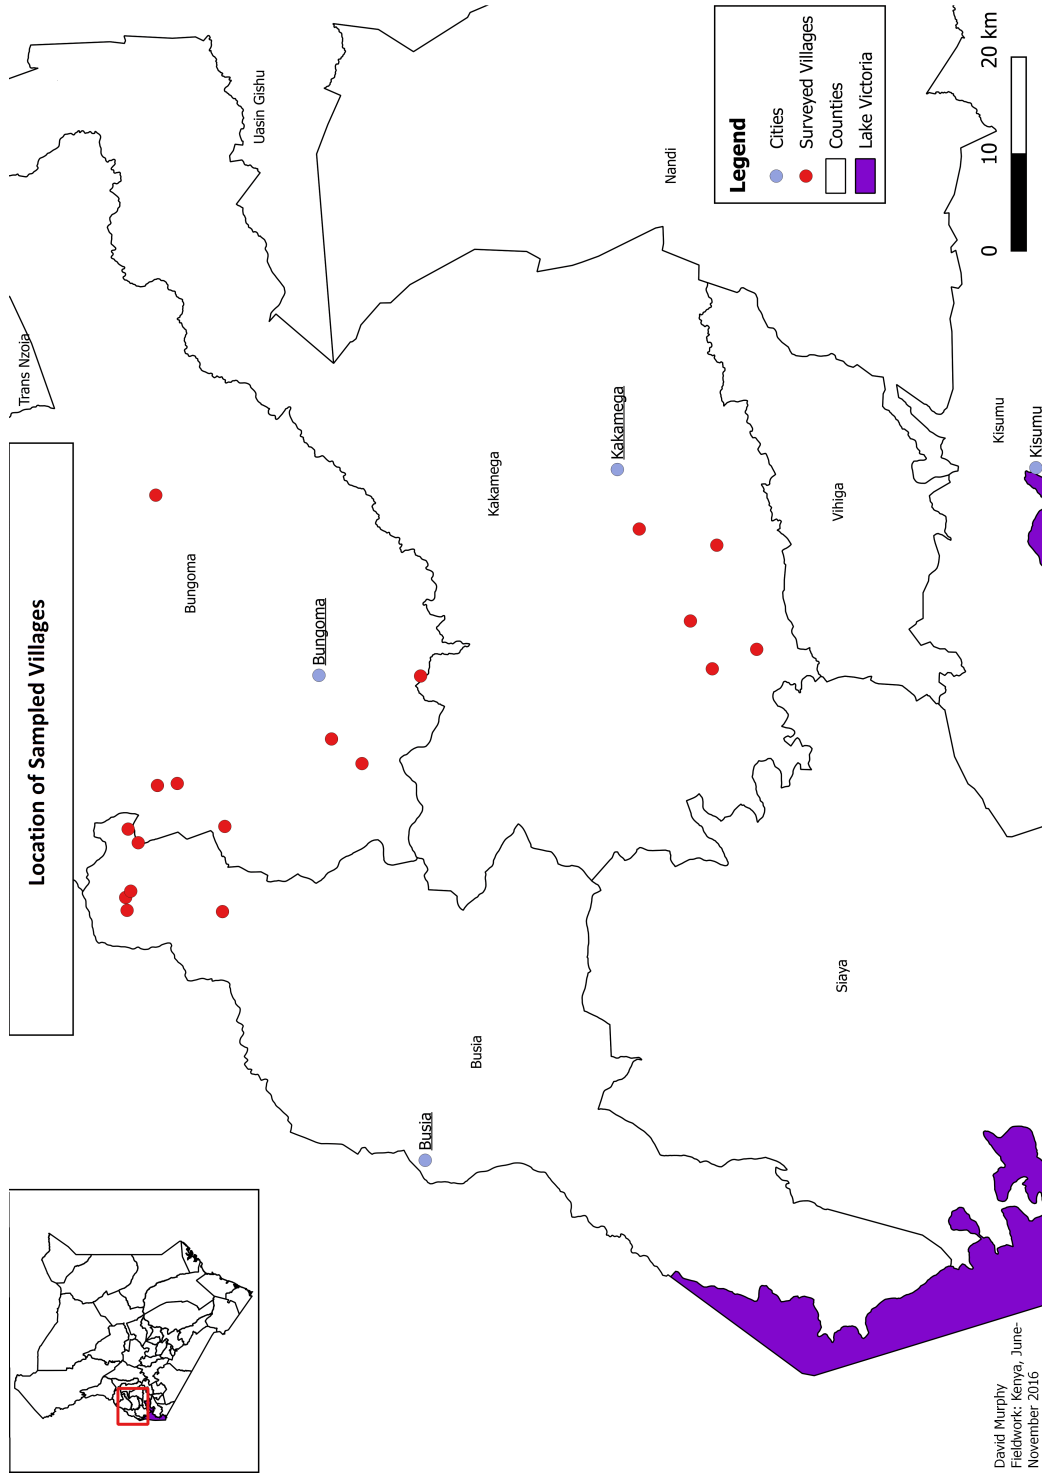 Location of Sampled Villages
Trans Nzoia
Uasin Gishu
Bungoma
Bungoma
Kakamega
Kakamega
Nandi
Busia
Busia
Siaya
Vihiga
Kisumu
Kisumu
Legend
Cities
Surveyed Villages
Counties
Lake Victoria
0 10 20 km
David Murphy
Fieldwork: Kenya, June-
November 2016